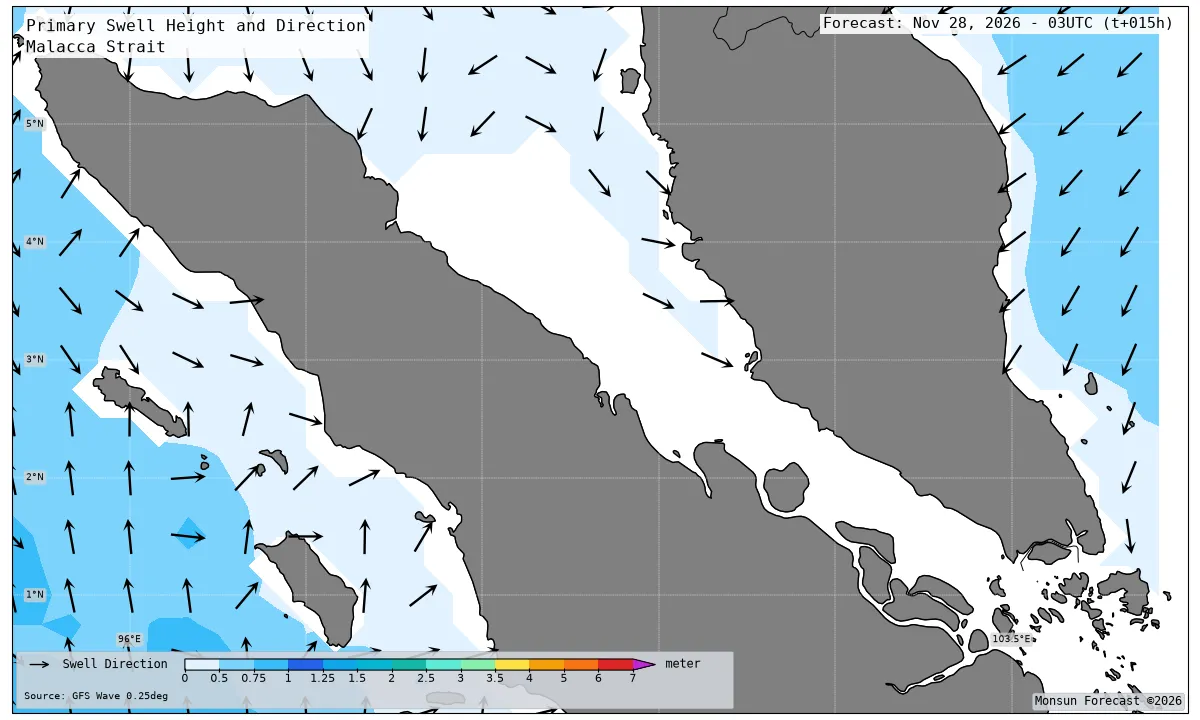 Primary Swell Height and Direction
Malacca Strait
Forecast: Nov 28, 2026 - 03UTC (t+015h)
5°N
4°N
3°N
2°N
1°N
96°E
103.5°E
Swell Direction
0 0.5 0.75 1 1.25 1.5 2 2.5 3 3.5 4 5 6 7
meter
Source: GFS Wave 0.25deg
Monsun Forecast ©2026